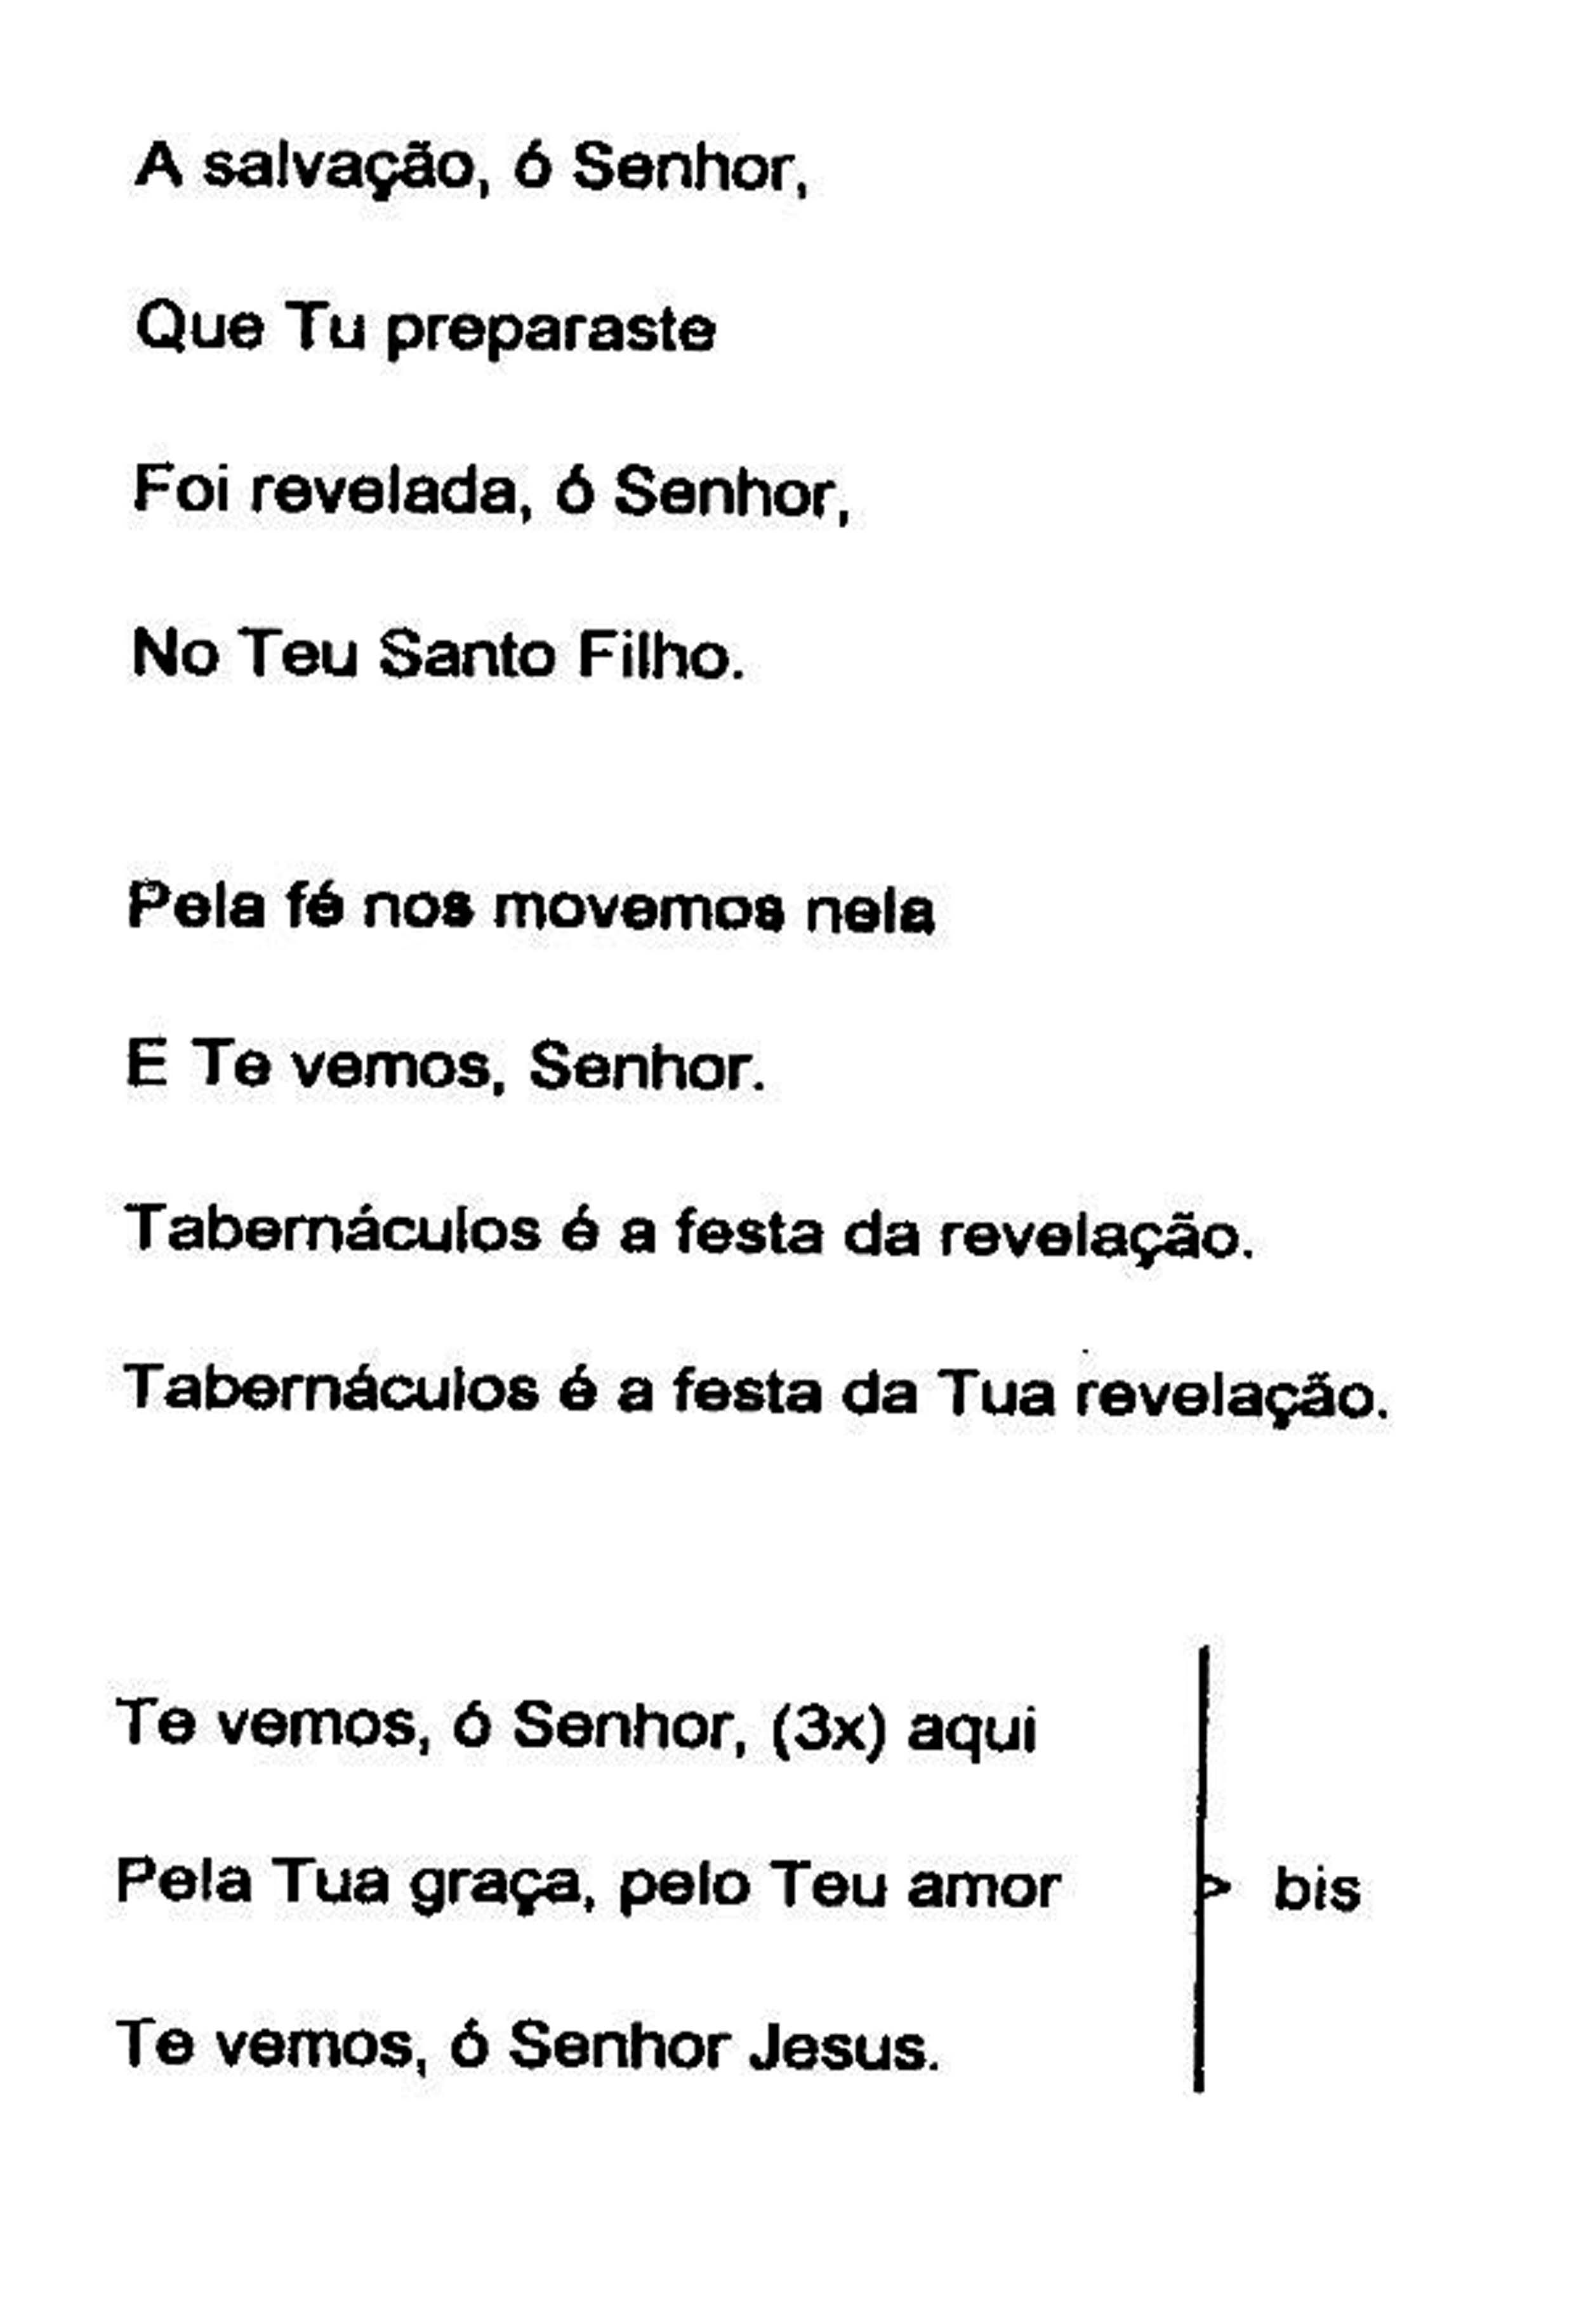 A salvação, ó Senhor,
Que Tu preparaste
Foi revelada, ó Senhor,
No Teu Santo Filho.
Pela fé nos movemos nela
E Te vemos, Senhor.
Tabernáculos é a festa da revelação.
Tabernáculos é a festa da Tua revelação.
Te vemos, ó Senhor, (3x) aqui
Pela Tua graça, pelo Teu amor
bis
Te vemos, ó Senhor Jesus.